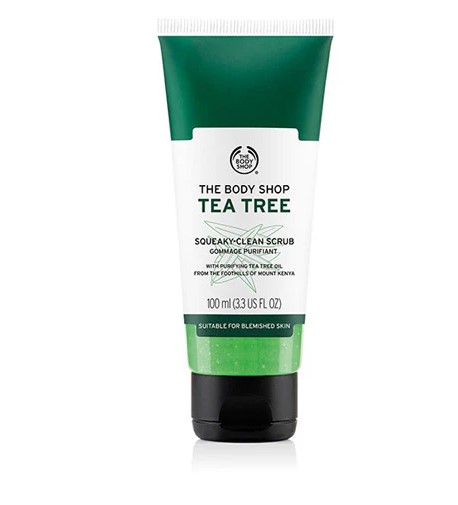 THE
BODY
SHOP
®
THE BODY SHOP
TEA TREE
SQUEAKY-CLEAN SCRUB
GOMMAGE PURIFIANT
WITH PURIFYING TEA TREE OIL
FROM THE FOOTHILLS OF MOUNT KENYA
100 ml (3.3 US FL OZ)
SUITABLE FOR BLEMISHED SKIN